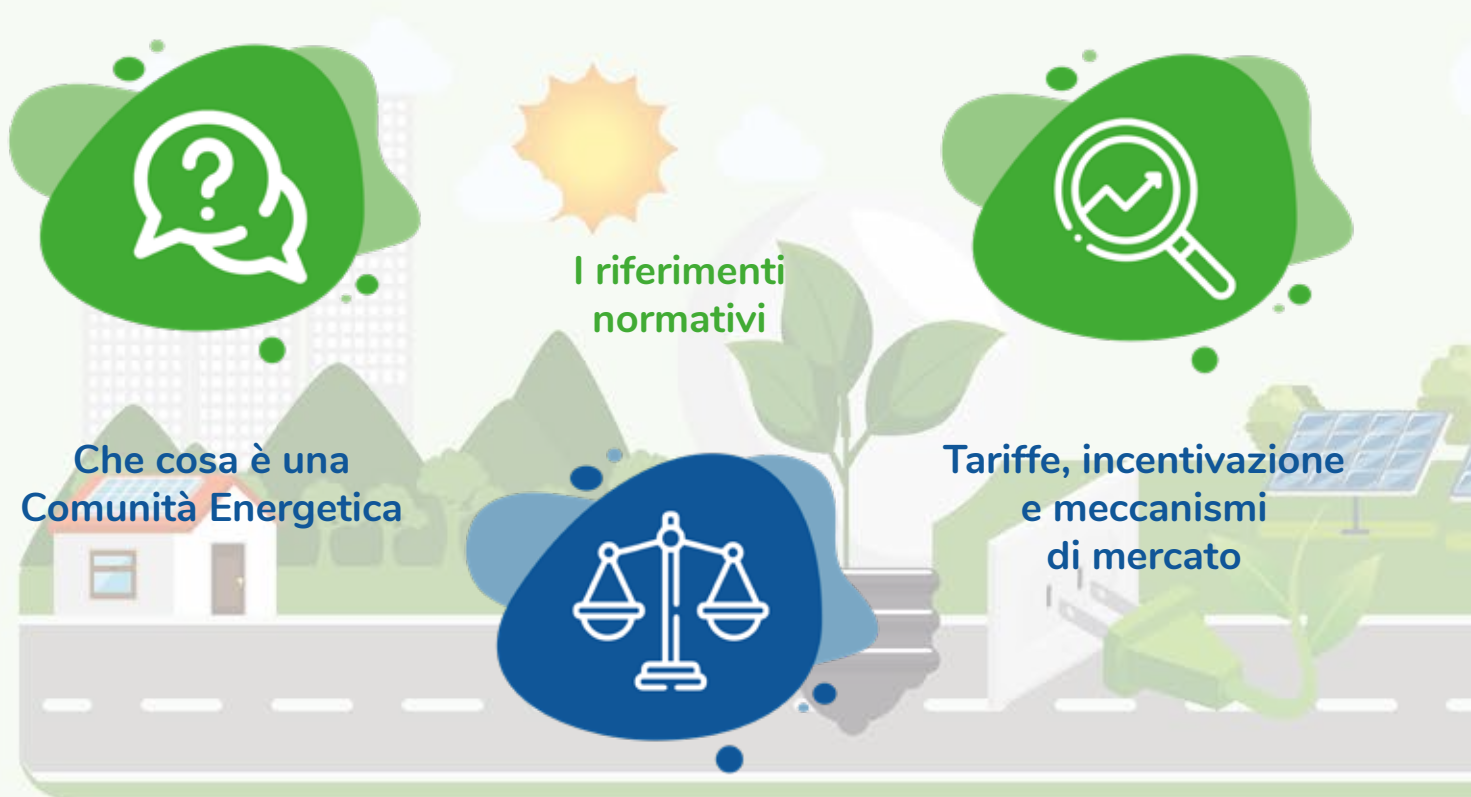 Che cosa è una
Comunità Energetica
I riferimenti
normativi
Tariffe, incentivazione
e meccanismi
di mercato